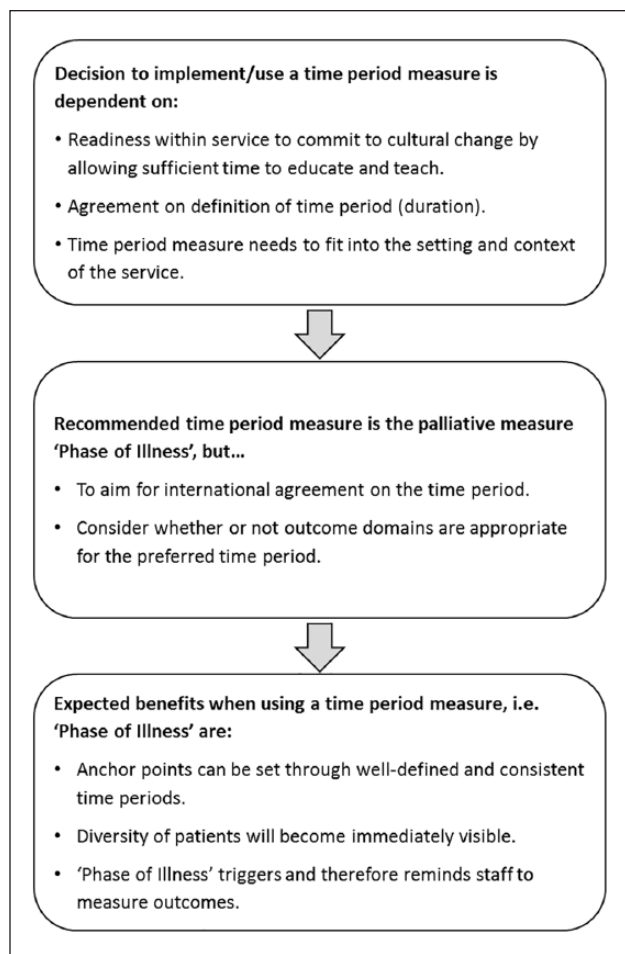 Decision to implement/use a time period measure is
dependent on:
• Readiness within service to commit to cultural change by
allowing sufficient time to educate and teach.
• Agreement on definition of time period (duration).
• Time period measure needs to fit into the setting and context
of the service.
Recommended time period measure is the palliative measure
‘Phase of Illness’, but...
• To aim for international agreement on the time period.
• Consider whether or not outcome domains are appropriate
for the preferred time period.
Expected benefits when using a time period measure, i.e.
‘Phase of Illness’ are:
• Anchor points can be set through well-defined and consistent
time periods.
• Diversity of patients will become immediately visible.
• ‘Phase of Illness’ triggers and therefore reminds staff to
measure outcomes.